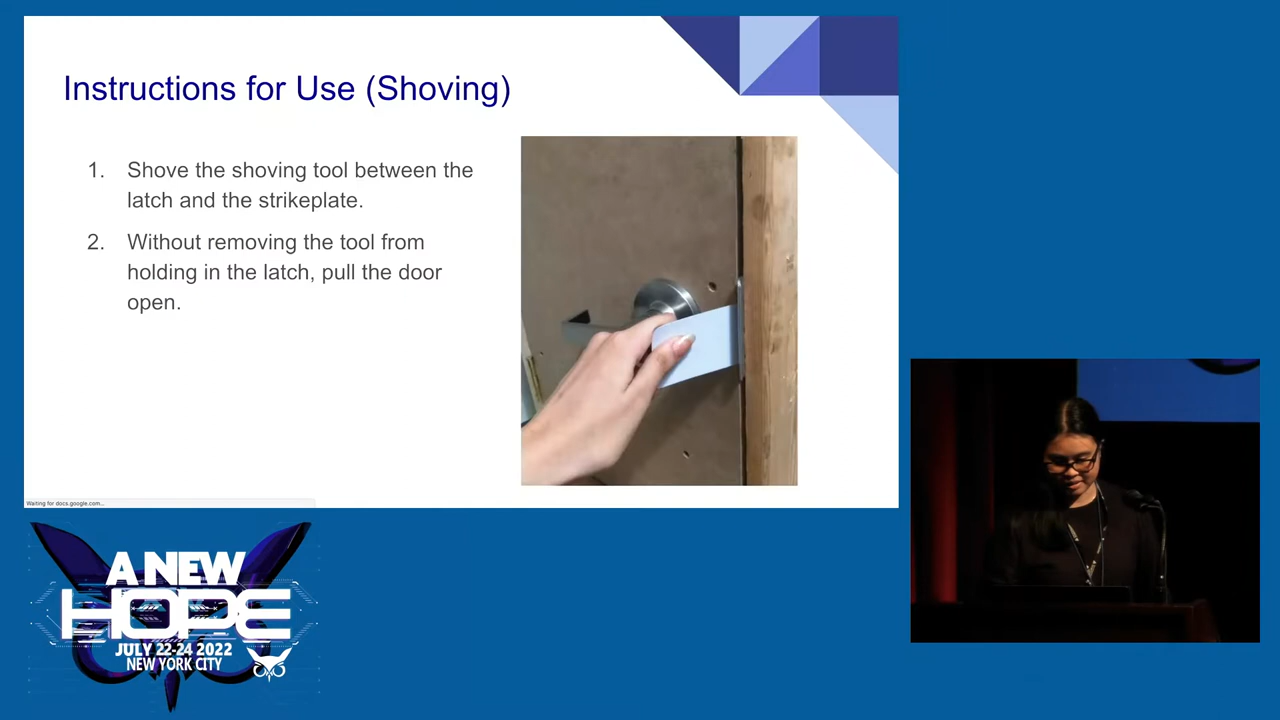 Instructions for Use (Shoving)
1. Shove the shoving tool between the
latch and the strikeplate.
2. Without removing the tool from
holding in the latch, pull the door
open.
Waiting for docs.google.com...
A NEW
HOPE
JULY 22-24 2022
NEW YORK CITY